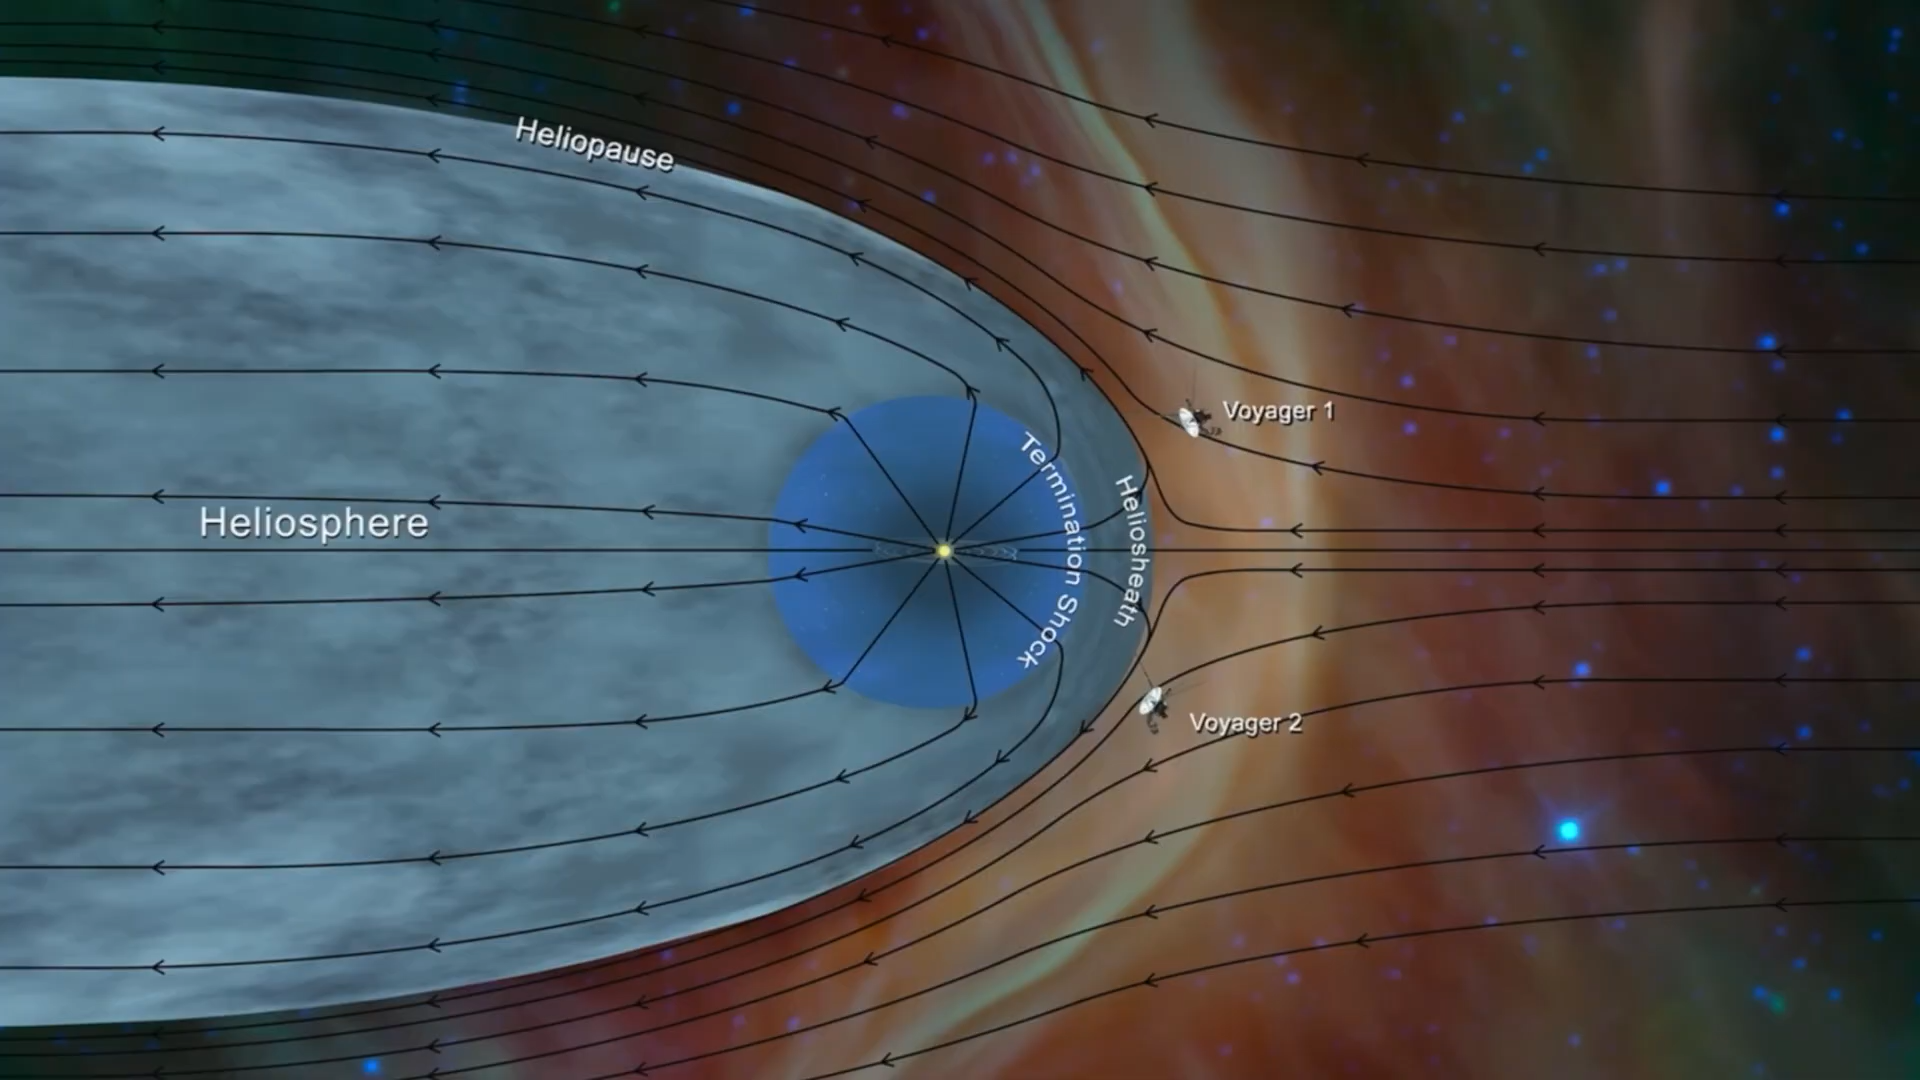 Heliopause
Voyager 1
Termination Shock
Heliosheath
Heliosphere
Voyager 2